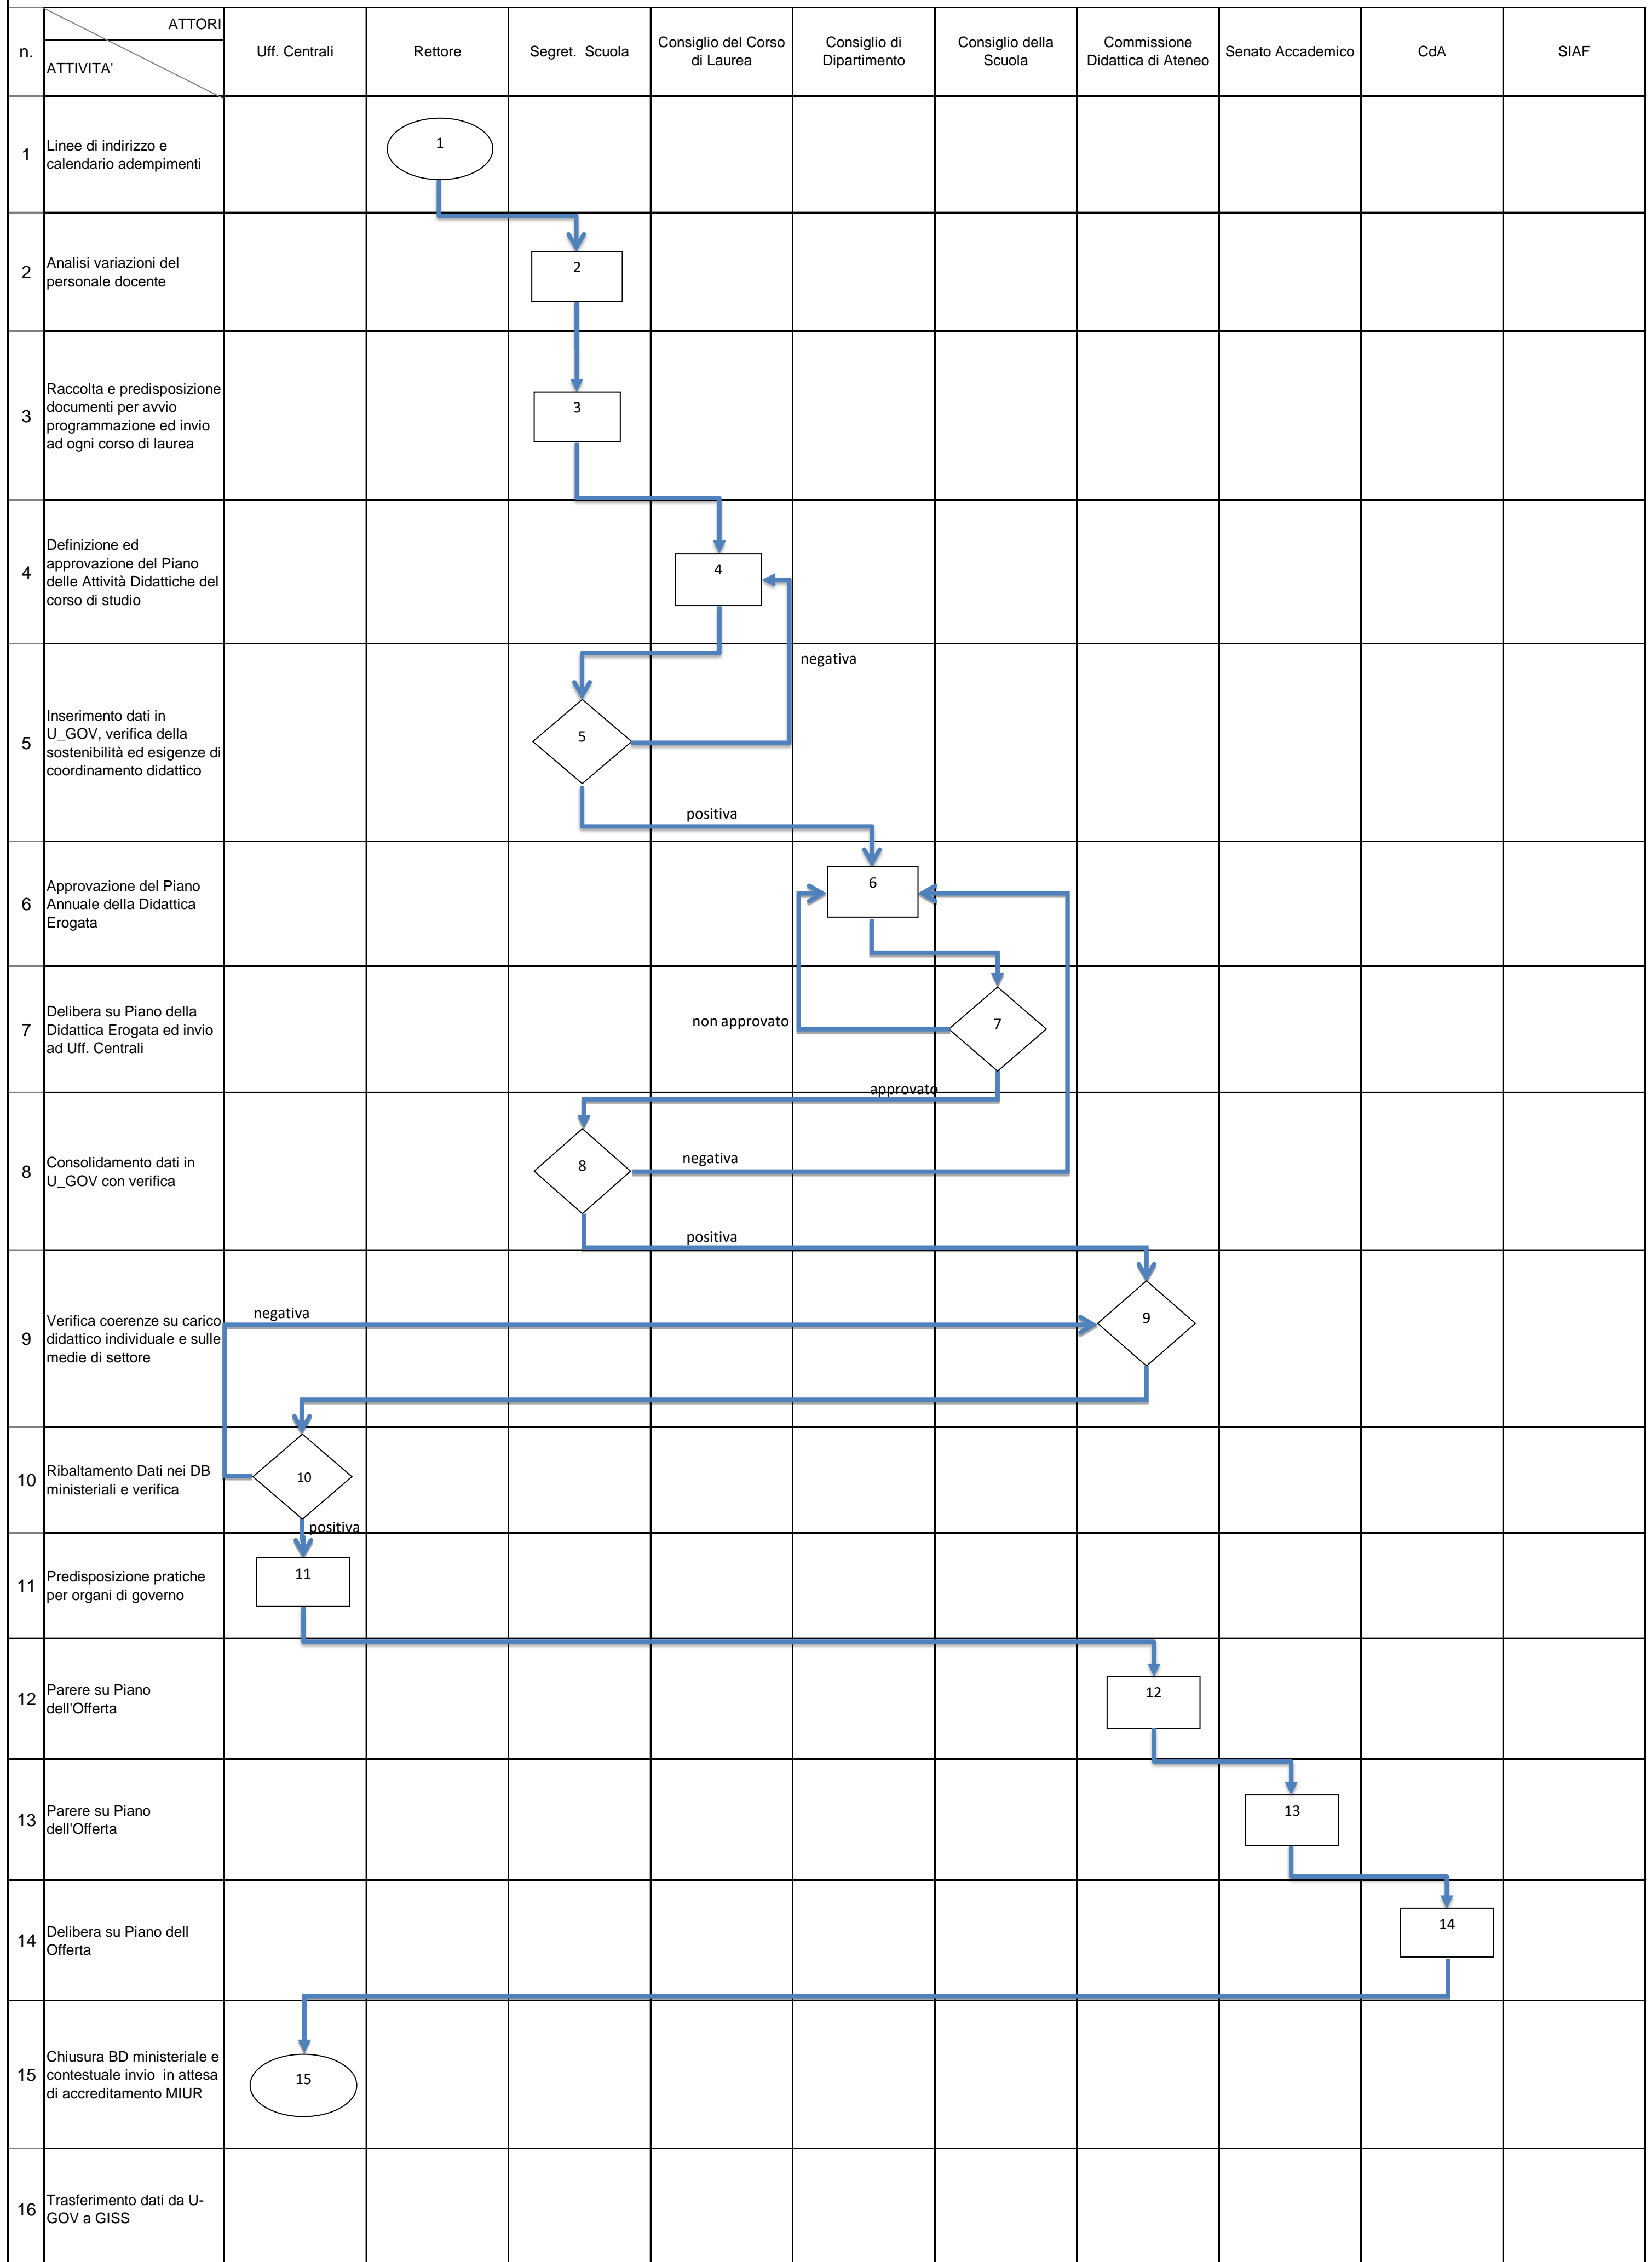 n.
ATTORI
ATTIVITA'
Uff. Centrali
Rettore
Segret. Scuola
Consiglio del Corso
di Laurea
Consiglio di
Dipartimento
Consiglio della
Scuola
Commissione
Didattica di Ateneo
Senato Accademico
CdA
SIAF
1
Linee di indirizzo e
calendario adempimenti
1
2
Analisi variazioni del
personale docente
2
3
Raccolta e predisposizione
documenti per avvio
programmazione ed invio
ad ogni corso di laurea
3
4
Definizione ed
approvazione del Piano
delle Attività Didattiche del
corso di studio
4
negativa
5
Inserimento dati in
U_GOV, verifica della
sostenibilità ed esigenze di
coordinamento didattico
5
positiva
6
Approvazione del Piano
Annuale della Didattica
Erogata
6
7
Delibera su Piano della
Didattica Erogata ed invio
ad Uff. Centrali
non approvato
7
approvato
8
Consolidamento dati in
U_GOV con verifica
8
negativa
positiva
9
Verifica coerenze su carico
didattico individuale e sulle
medie di settore
negativa
9
10
Ribaltamento Dati nei DB
ministeriali e verifica
10
positiva
11
Predisposizione pratiche
per organi di governo
11
12
Parere su Piano
dell'Offerta
12
13
Parere su Piano
dell'Offerta
13
14
Delibera su Piano dell
Offerta
14
15
Chiusura BD ministeriale e
contestuale invio in attesa
di accreditamento MIUR
15
16
Trasferimento dati da U-
GOV a GISS